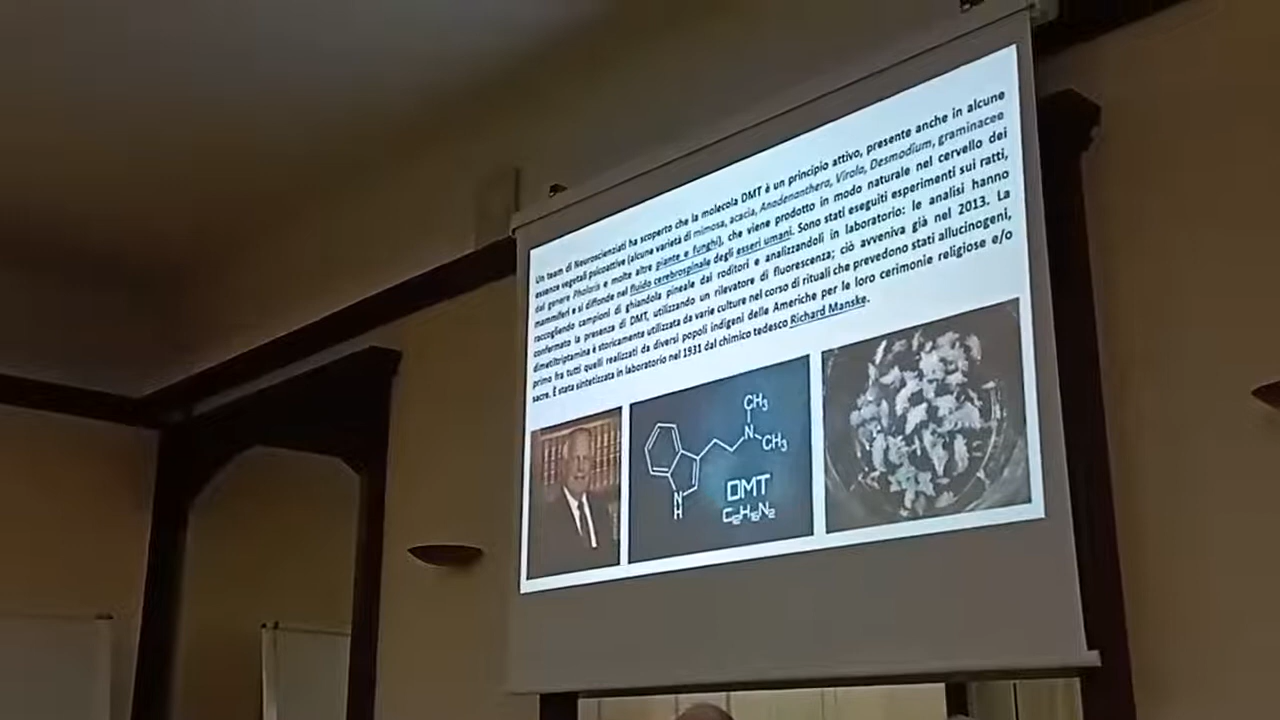 Un team di Neuroscienziati ha scoperto che la molecola DMT è un principio attivo, presente anche in alcune
essenze vegetali psicoattive (alcune varietà di mimosa, acacia, Anadenanthera, Virola, Desmodium, graminacee
dal genere Phalaris e molte altre piante e funghi), che viene prodotto in modo naturale nel cervello dei
mammiferi e si diffonde nel fluido cerebrospinale degli esseri umani. Sono stati eseguiti esperimenti sui ratti,
raccogliendo campioni di ghiandola pineale dai roditori e analizzandoli in laboratorio: le analisi hanno
confermato la presenza di DMT, utilizzando un rilevatore di fluorescenza; ciò avveniva già nel 2013. La
dimetiltriptamina è storicamente utilizzata da varie culture nel corso di rituali che prevedono stati allucinogeni,
primo fra tutti quelli realizzati da diversi popoli indigeni delle Americhe per le loro cerimonie religiose e/o
sacre. È stata sintetizzata in laboratorio nel 1931 dal chimico tedesco Richard Manske.
CH3
N
CH3
N
H
DMT
C12H16N2